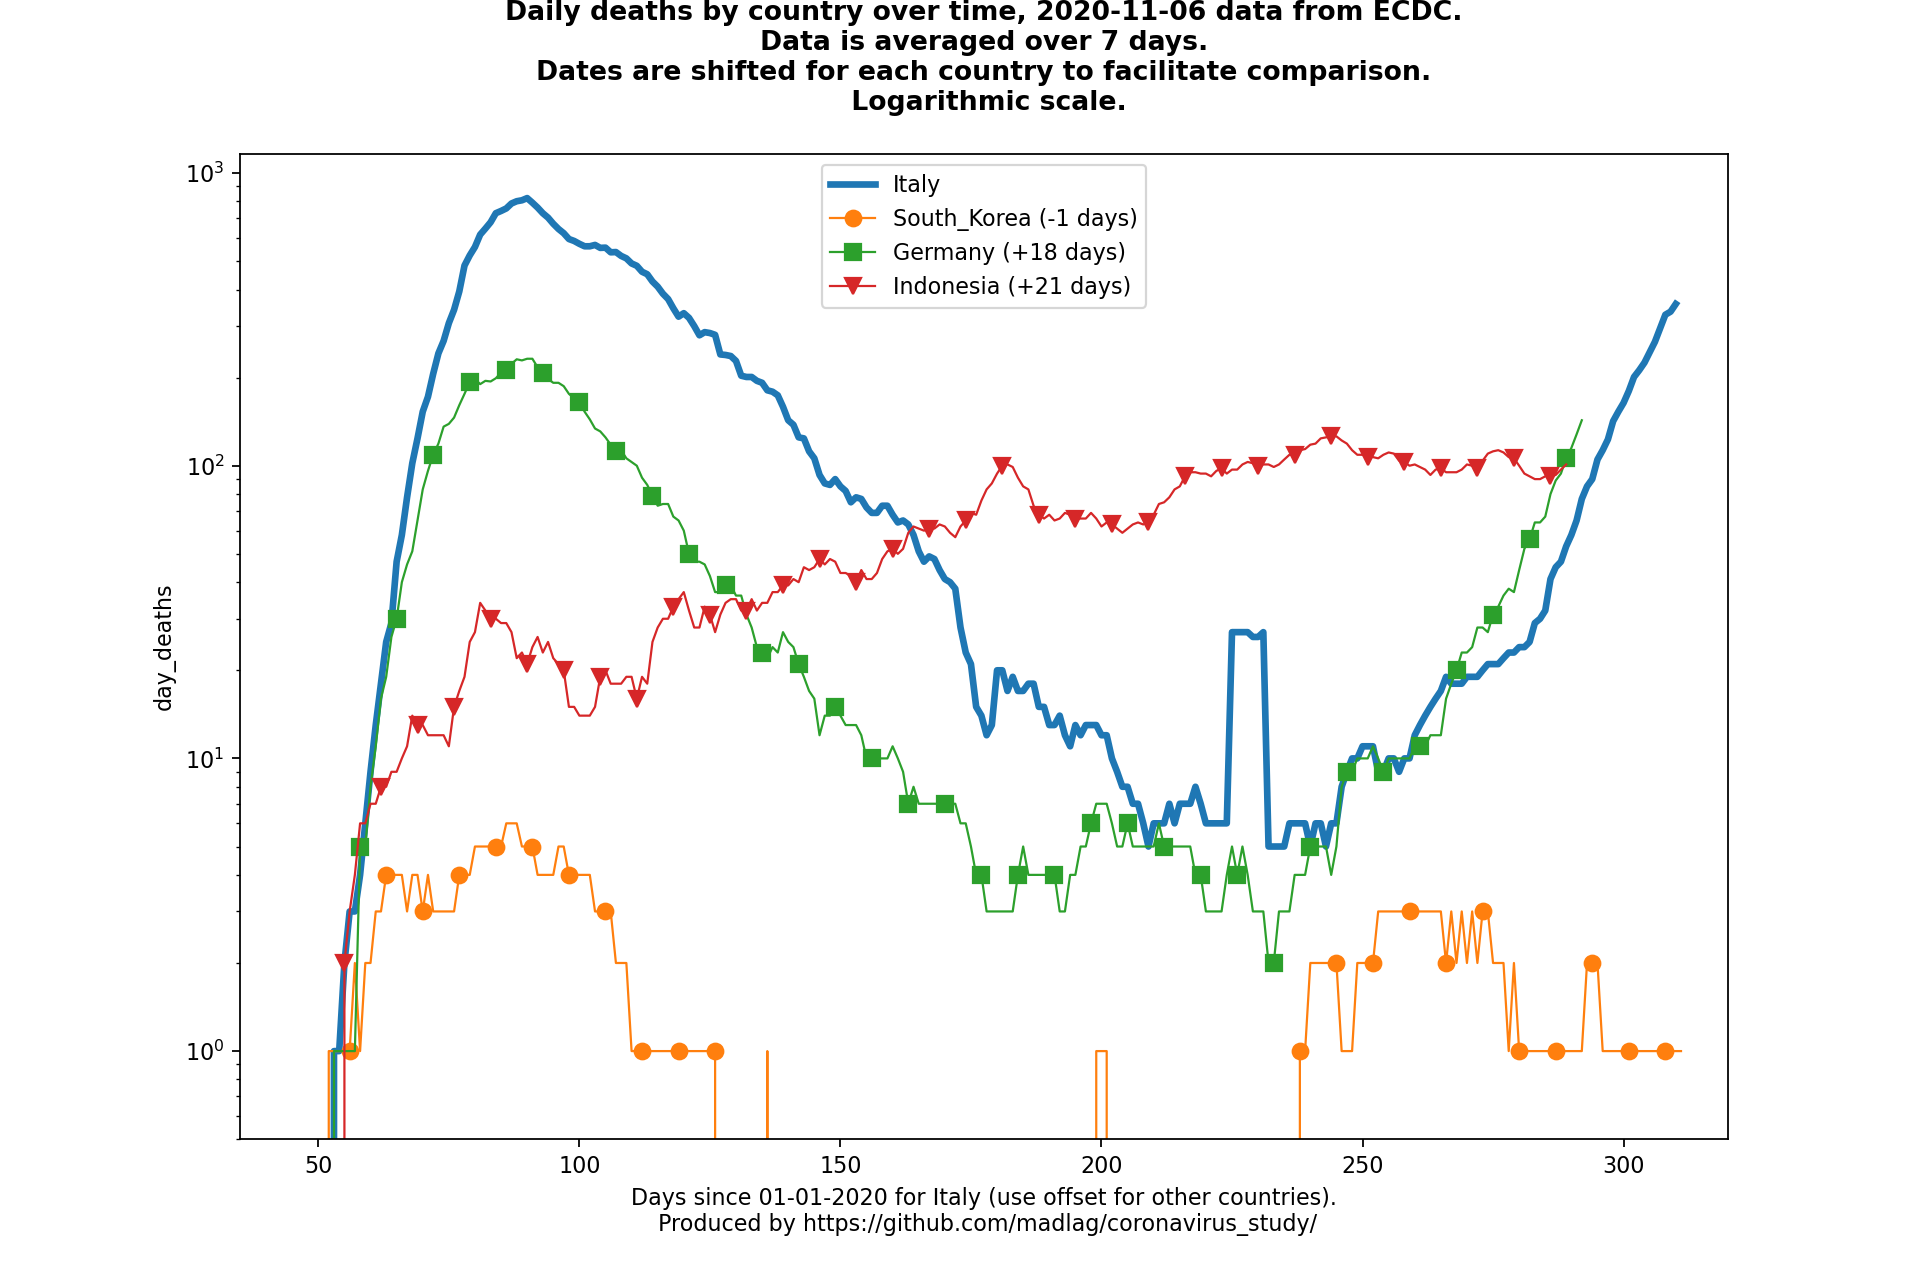 Daily deaths by country over time, 2020-11-06 data from ECDC.
Data is averaged over 7 days.
Dates are shifted for each country to facilitate comparison.
Logarithmic scale.
10³
Italy
South_Korea (-1 days)
Germany (+18 days)
Indonesia (+21 days)
10²
day_deaths
10¹
10⁰
50 100 150 200 250 300
Days since 01-01-2020 for Italy (use offset for other countries).
Produced by https://github.com/madlag/coronavirus_study/